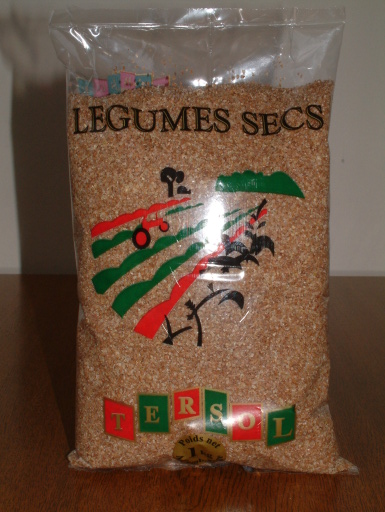 LEGUMES SECS
TERSOL
Poids net
1